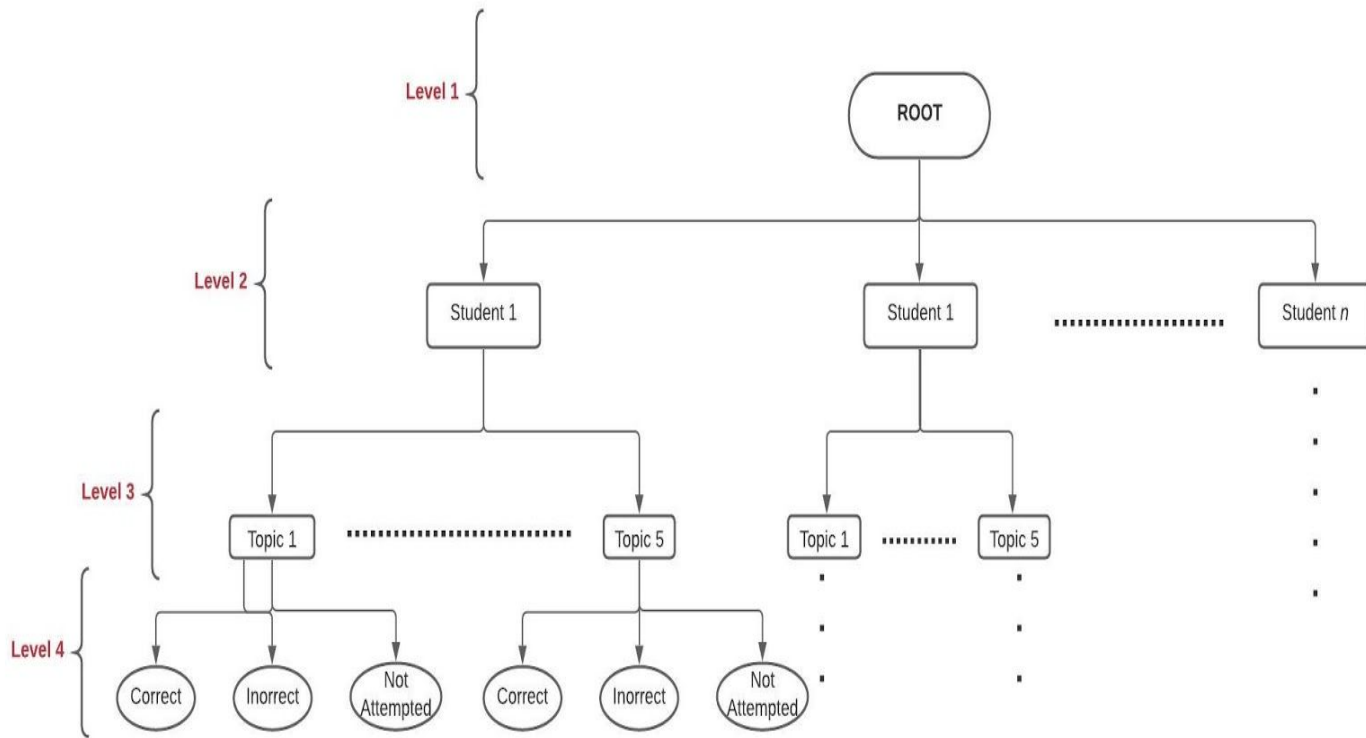 Level 1
ROOT
Level 2
Student 1
Student 1
Student n
Level 3
Topic 1
Topic 5
Topic 1
Topic 5
Level 4
Correct
Inorrect
Not
Attempted
Correct
Inorrect
Not
Attempted